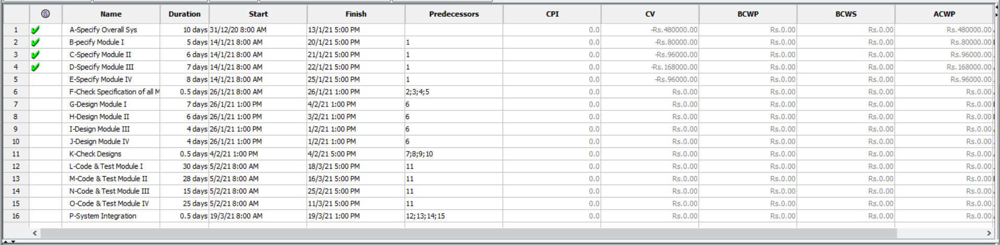 Name Duration Start Finish Predecessors CPI CV BCWP BCWS ACWP
1 A-Specify Overall Sys 10 days 31/12/20 8:00 AM 13/1/21 5:00 PM 0.0 -Rs.480000.00 Rs.0.00 Rs.0.00 Rs.480000.00
2 B-pecify Module I 5 days 14/1/21 8:00 AM 20/1/21 5:00 PM 1 0.0 -Rs.80000.00 Rs.0.00 Rs.0.00 Rs.80000.00
3 C-Specify Module II 6 days 14/1/21 8:00 AM 21/1/21 5:00 PM 1 0.0 -Rs.96000.00 Rs.0.00 Rs.0.00 Rs.96000.00
4 D-Specify Module III 7 days 14/1/21 8:00 AM 22/1/21 5:00 PM 1 0.0 -Rs.168000.00 Rs.0.00 Rs.0.00 Rs.168000.00
5 E-Specify Module IV 8 days 14/1/21 8:00 AM 25/1/21 5:00 PM 1 0.0 -Rs.96000.00 Rs.0.00 Rs.0.00 Rs.96000.00
6 F-Check Specification of all M 0.5 days 26/1/21 8:00 AM 26/1/21 1:00 PM 2;3;4;5 0.0 Rs.0.00 Rs.0.00 Rs.0.00 Rs.0.00
7 G-Design Module I 7 days 26/1/21 1:00 PM 4/2/21 1:00 PM 6 0.0 Rs.0.00 Rs.0.00 Rs.0.00 Rs.0.00
8 H-Design Module II 6 days 26/1/21 1:00 PM 3/2/21 1:00 PM 6 0.0 Rs.0.00 Rs.0.00 Rs.0.00 Rs.0.00
9 I-Design Module III 4 days 26/1/21 1:00 PM 1/2/21 1:00 PM 6 0.0 Rs.0.00 Rs.0.00 Rs.0.00 Rs.0.00
10 J-Design Module IV 4 days 26/1/21 1:00 PM 1/2/21 1:00 PM 6 0.0 Rs.0.00 Rs.0.00 Rs.0.00 Rs.0.00
11 K-Check Designs 0.5 days 4/2/21 1:00 PM 4/2/21 5:00 PM 7;8;9;10 0.0 Rs.0.00 Rs.0.00 Rs.0.00 Rs.0.00
12 L-Code & Test Module I 30 days 5/2/21 8:00 AM 18/3/21 5:00 PM 11 0.0 Rs.0.00 Rs.0.00 Rs.0.00 Rs.0.00
13 M-Code & Test Module II 28 days 5/2/21 8:00 AM 16/3/21 5:00 PM 11 0.0 Rs.0.00 Rs.0.00 Rs.0.00 Rs.0.00
14 N-Code & Test Module III 15 days 5/2/21 8:00 AM 25/2/21 5:00 PM 11 0.0 Rs.0.00 Rs.0.00 Rs.0.00 Rs.0.00
15 O-Code & Test Module IV 25 days 5/2/21 8:00 AM 11/3/21 5:00 PM 11 0.0 Rs.0.00 Rs.0.00 Rs.0.00 Rs.0.00
16 P-System Integration 0.5 days 19/3/21 8:00 AM 19/3/21 1:00 PM 12;13;14;15 0.0 Rs.0.00 Rs.0.00 Rs.0.00 Rs.0.00